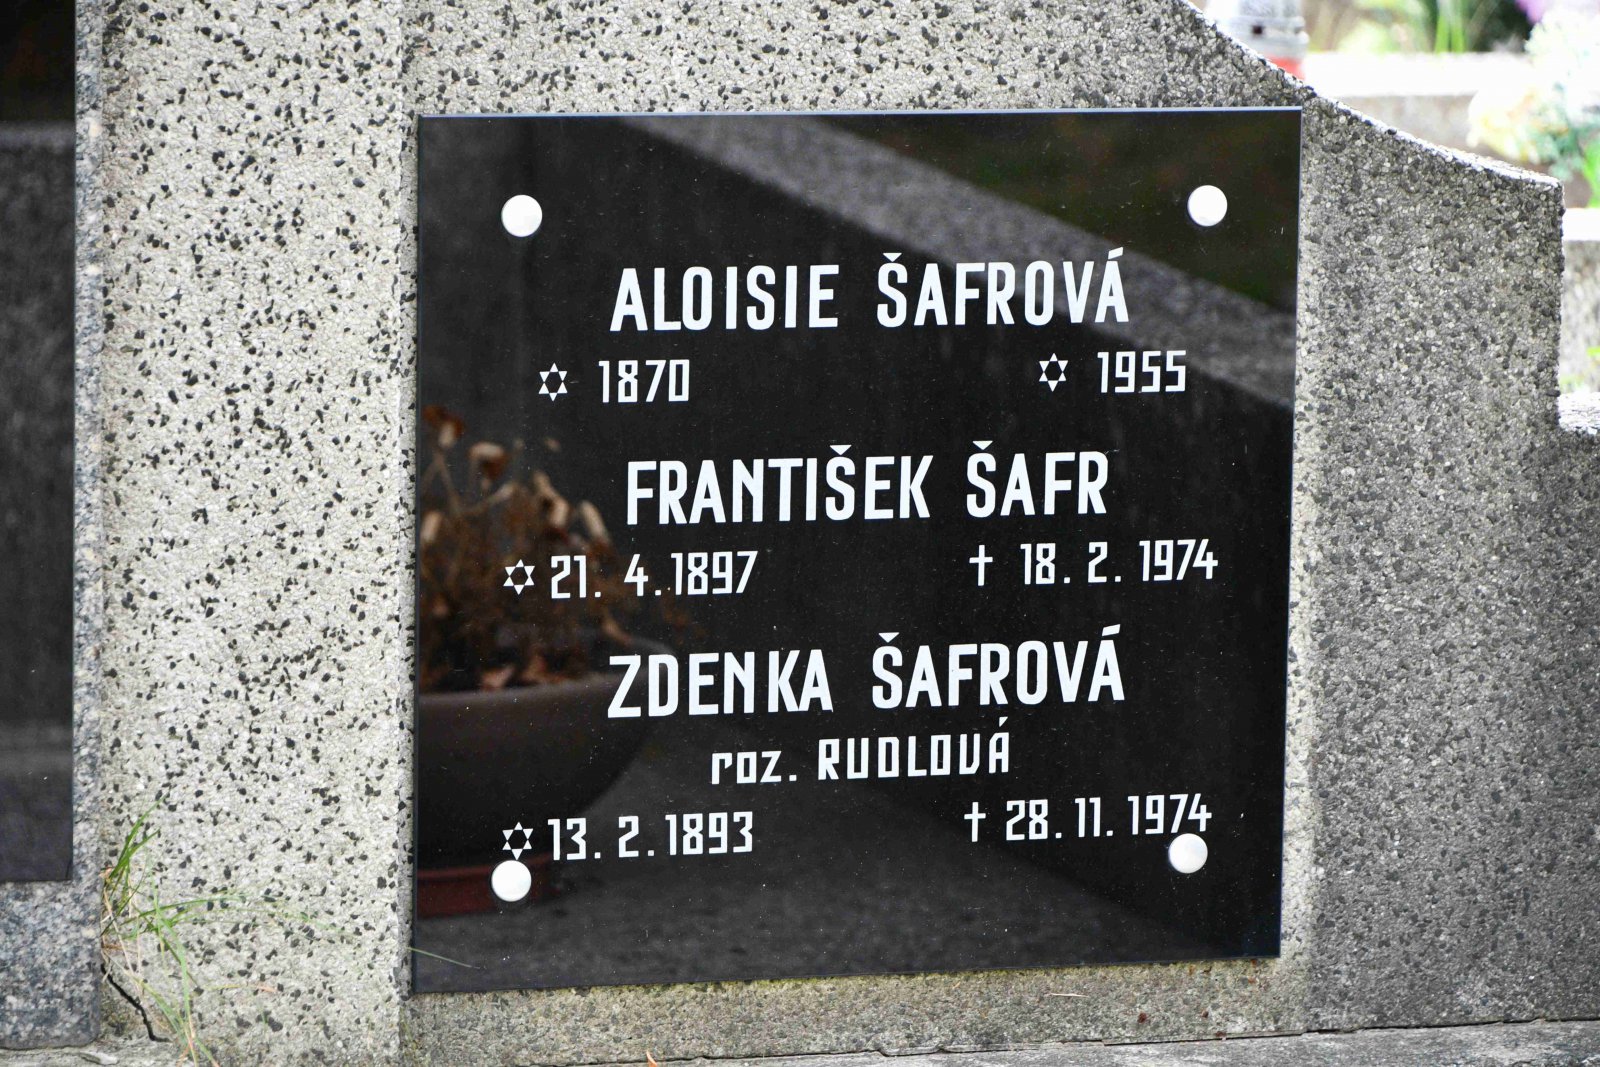 ALOISIE ŠAFROVÁ
✡ 1870 ✡ 1955
FRANTIŠEK ŠAFR
✡ 21. 4. 1897 † 18. 2. 1974
ZDENKA ŠAFROVÁ
roz. RUDLOVÁ
✡ 13. 2. 1893 † 28. 11. 1974